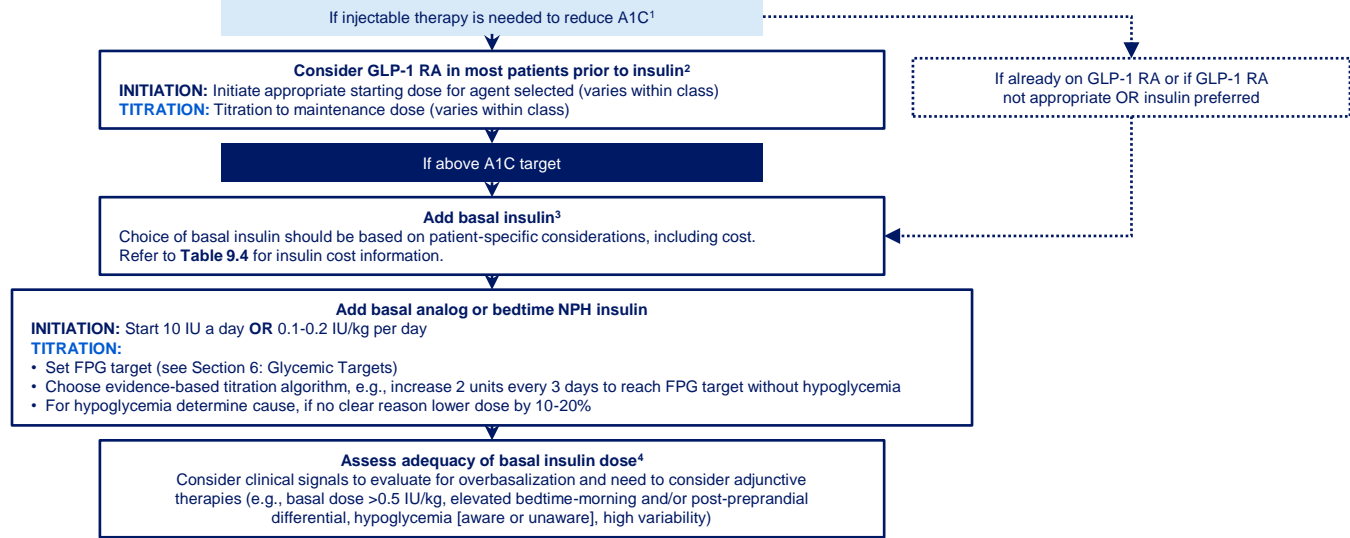 If injectable therapy is needed to reduce A1C¹
Consider GLP-1 RA in most patients prior to insulin²
INITIATION: Initiate appropriate starting dose for agent selected (varies within class)
TITRATION: Titration to maintenance dose (varies within class)
If already on GLP-1 RA or if GLP-1 RA
not appropriate OR insulin preferred
If above A1C target
Add basal insulin³
Choice of basal insulin should be based on patient-specific considerations, including cost.
Refer to Table 9.4 for insulin cost information.
Add basal analog or bedtime NPH insulin
INITIATION: Start 10 IU a day OR 0.1-0.2 IU/kg per day
TITRATION:
• Set FPG target (see Section 6: Glycemic Targets)
• Choose evidence-based titration algorithm, e.g., increase 2 units every 3 days to reach FPG target without hypoglycemia
• For hypoglycemia determine cause, if no clear reason lower dose by 10-20%
Assess adequacy of basal insulin dose⁴
Consider clinical signals to evaluate for overbasalization and need to consider adjunctive
therapies (e.g., basal dose >0.5 IU/kg, elevated bedtime-morning and/or post-preprandial
differential, hypoglycemia [aware or unaware], high variability)